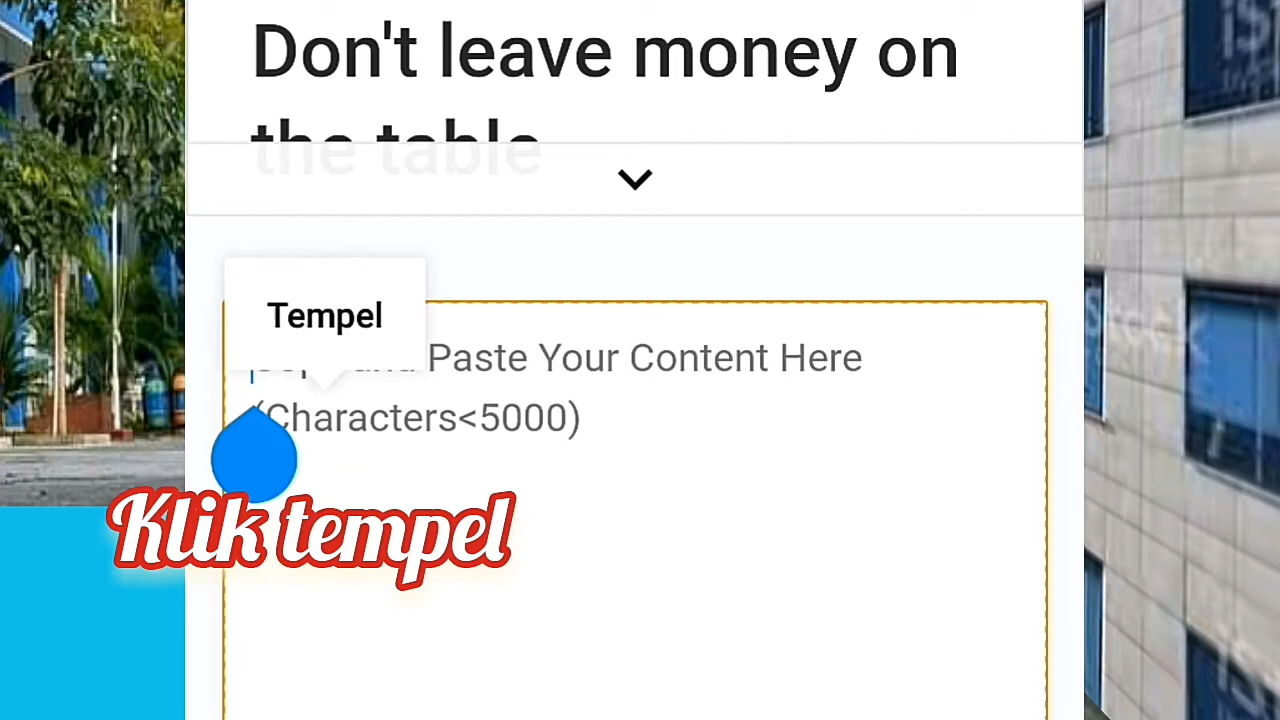 Don't leave money on
the table
Tempel
Paste Your Content Here
(Characters<5000)
Klik tempel